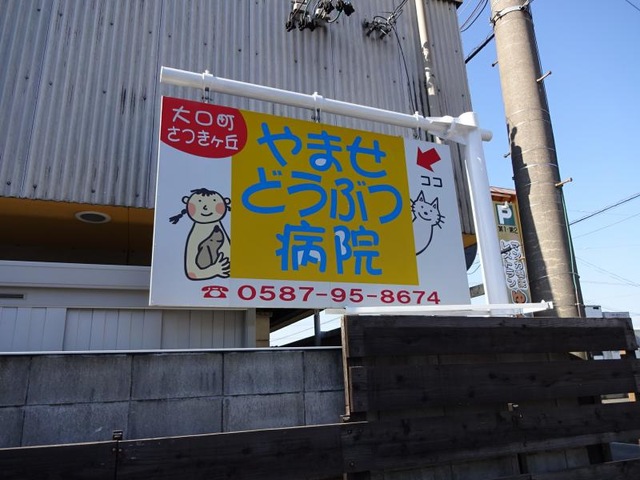 大口町
さつきヶ丘
やませ
どうぶつ
病院
ココ
☎0587-95-8674
P